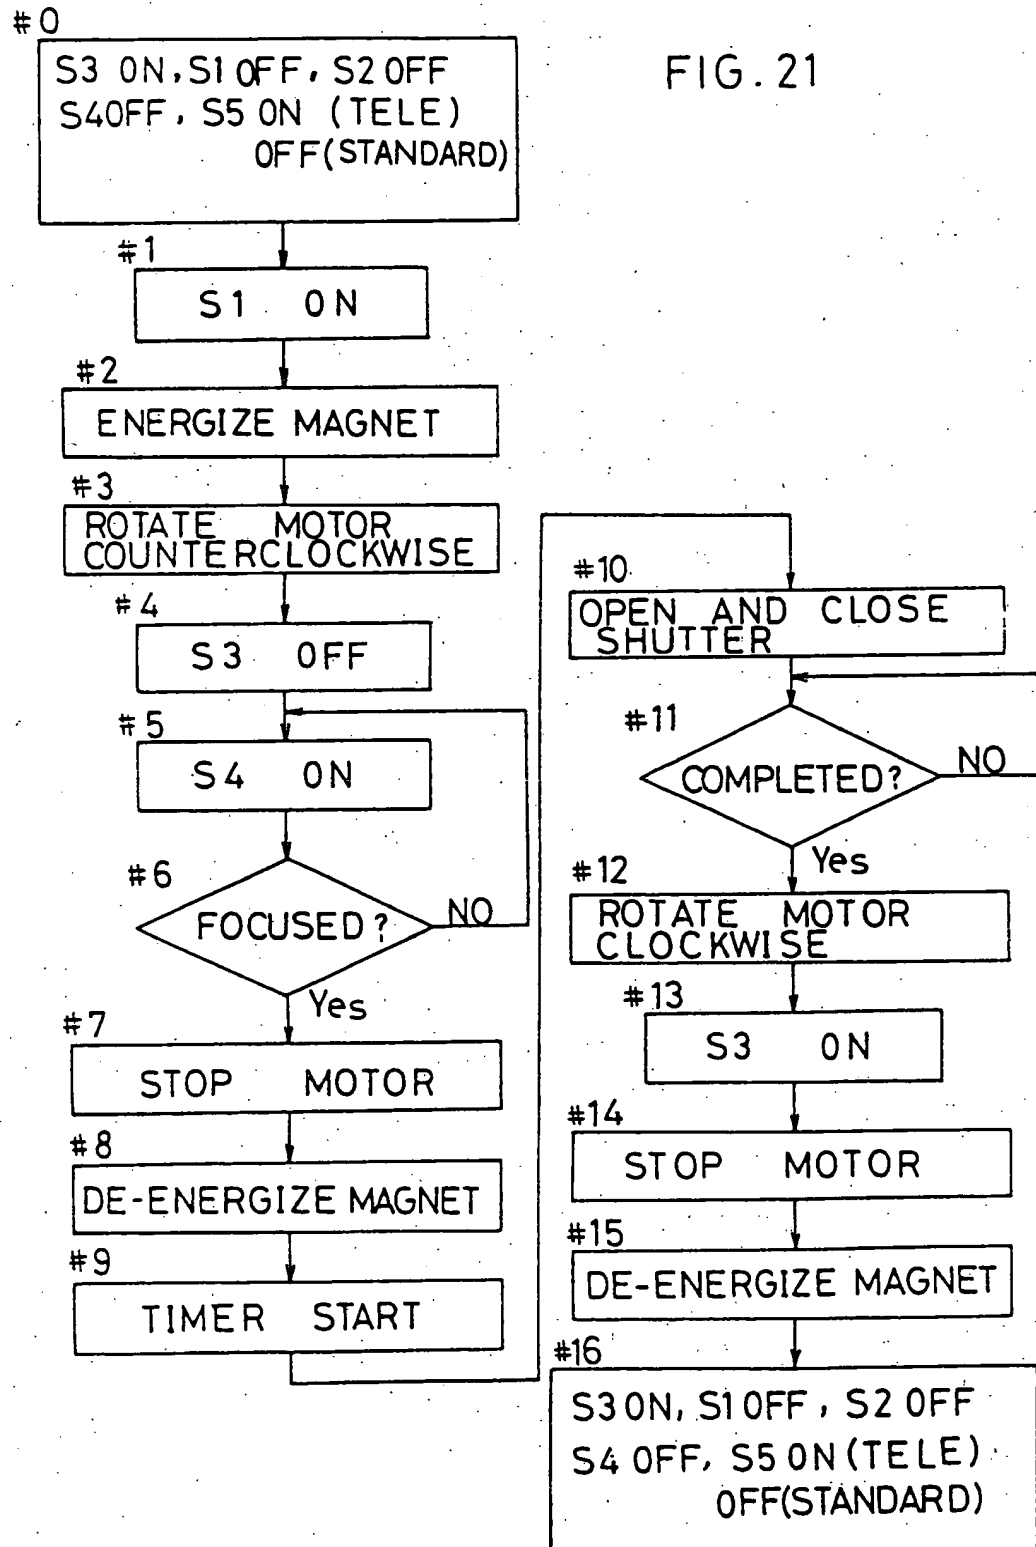 FIG. 21
#0
S3 ON, S1 OFF, S2 OFF
S4 OFF, S5 ON (TELE)
OFF(STANDARD)
#1
S1 ON
#2
ENERGIZE MAGNET
#3
ROTATE MOTOR
COUNTERCLOCKWISE
#4
S3 OFF
#5
S4 ON
#6
FOCUSED?
NO
Yes
#7
STOP MOTOR
#8
DE-ENERGIZE MAGNET
#9
TIMER START
#10
OPEN AND CLOSE
SHUTTER
#11
COMPLETED?
NO
Yes
#12
ROTATE MOTOR
CLOCKWISE
#13
S3 ON
#14
STOP MOTOR
#15
DE-ENERGIZE MAGNET
#16
S3 ON, S1 OFF, S2 OFF
S4 OFF, S5 ON (TELE)
OFF(STANDARD)